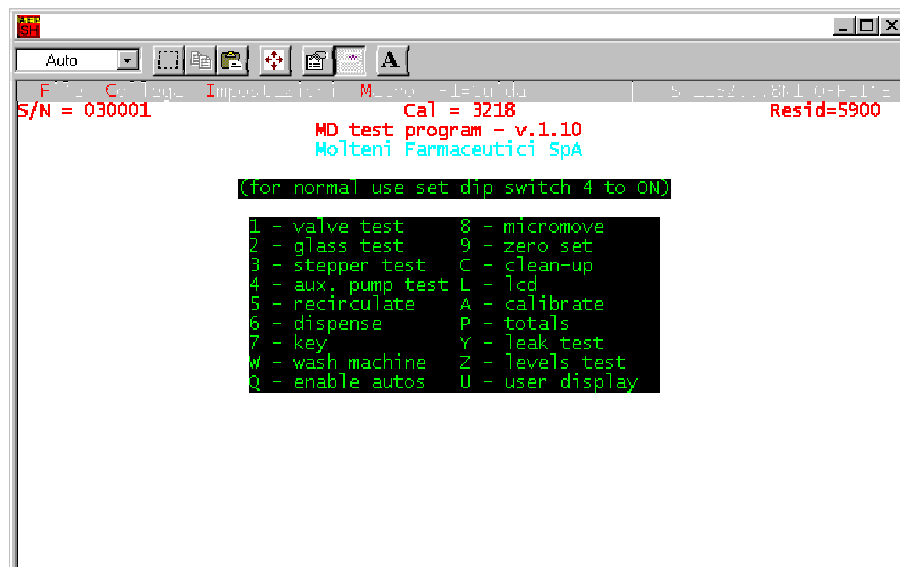 AEP
SH
Auto
A
S/N = 030001 Cal = 3218 Resid=5900
MD test program - v.1.10
Molteni Farmaceutici SpA
(for normal use set dip switch 4 to ON)
1 - valve test 8 - micromove
2 - glass test 9 - zero set
3 - stepper test C - clean-up
4 - aux. pump test L - lcd
5 - recirculate A - calibrate
6 - dispense P - totals
7 - key Y - leak test
W - wash machine Z - levels test
Q - enable autos U - user display